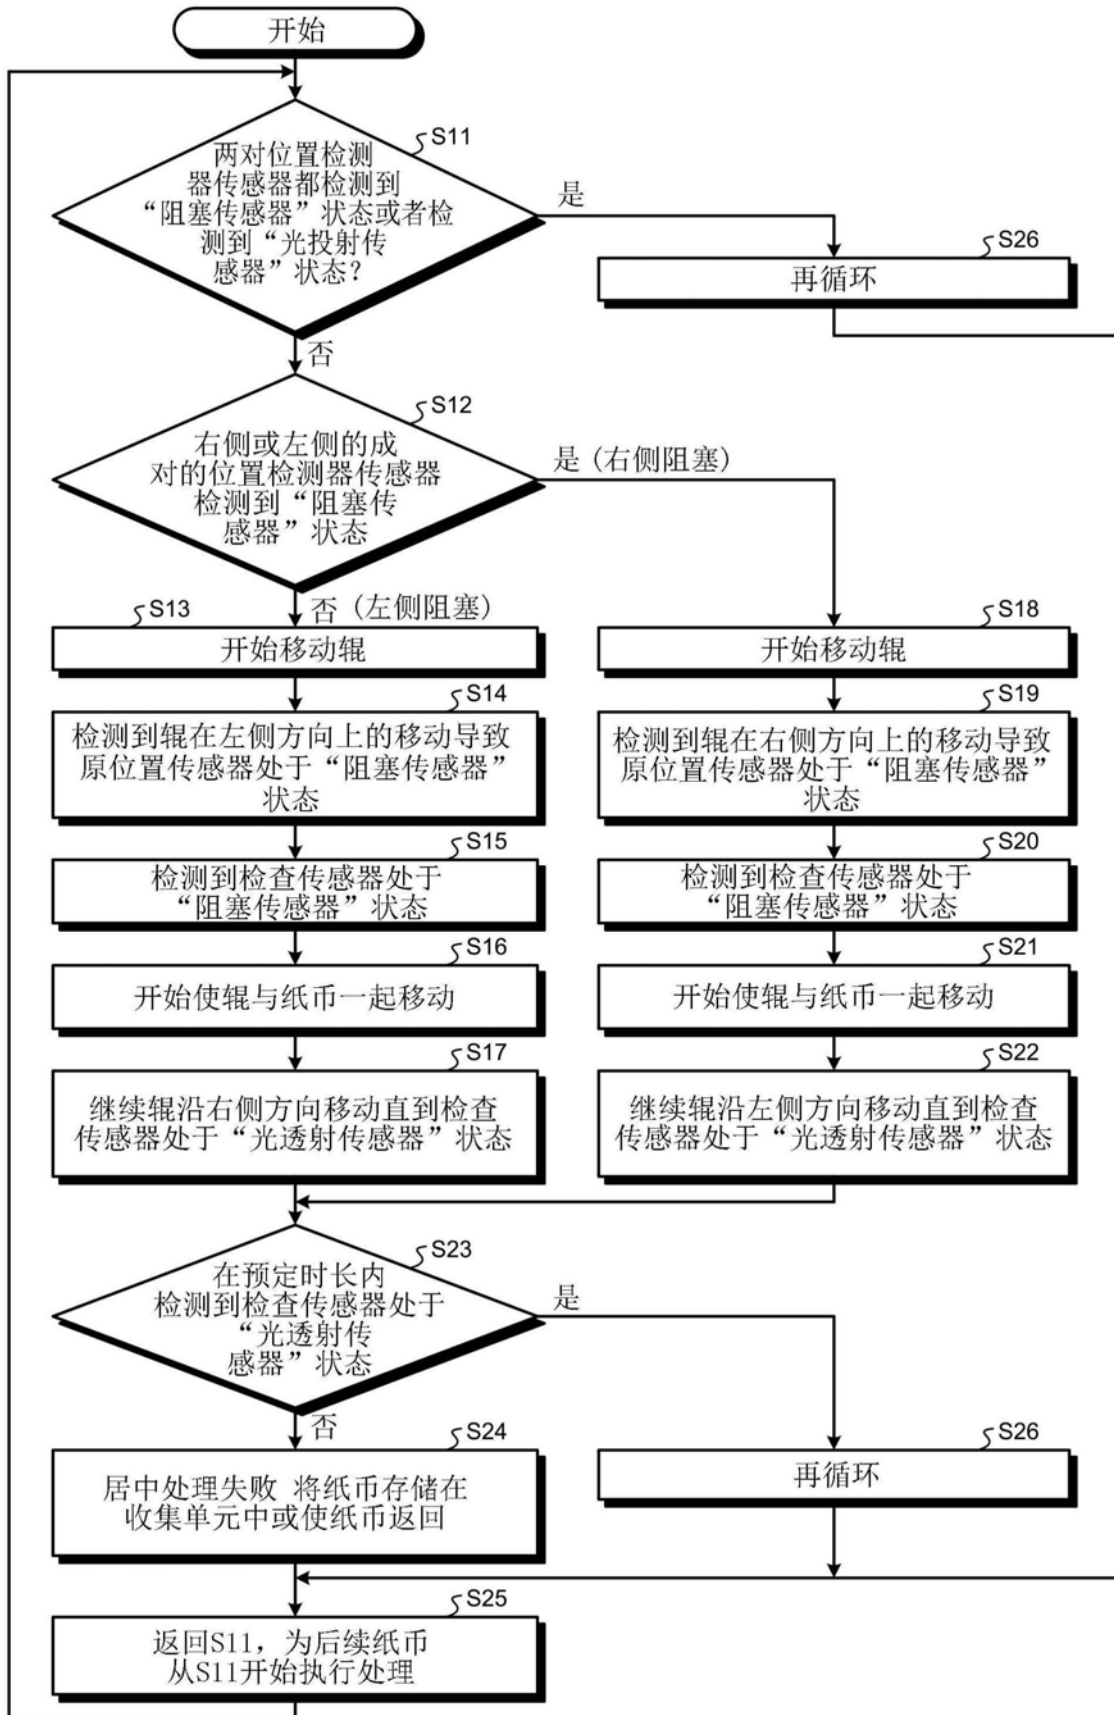 开始
S11
两对位置检测
器传感器都检测到
“阻塞传感器”状态或者检
测到“光投射传
感器”状态?
是
S26
再循环
否
S12
右侧或左侧的成
对的位置检测器传感器
检测到“阻塞传
感器”状态
是 (右侧阻塞)
否 (左侧阻塞)
S13
开始移动辊
S18
开始移动辊
S14
检测到辊在左侧方向上的移动导致
原位置传感器处于“阻塞传感器”
状态
S19
检测到辊在右侧方向上的移动导致
原位置传感器处于“阻塞传感器”
状态
S15
检测到检查传感器处于
“阻塞传感器”状态
S20
检测到检查传感器处于
“阻塞传感器”状态
S16
开始使辊与纸币一起移动
S21
开始使辊与纸币一起移动
S17
继续辊沿右侧方向移动直到检查
传感器处于“光透射传感器”状态
S22
继续辊沿左侧方向移动直到检查
传感器处于“光透射传感器”状态
S23
在预定时长内
检测到检查传感器处于
“光透射传
感器”状态
是
否
S24
居中处理失败 将纸币存储在
收集单元中或使纸币返回
S26
再循环
S25
返回S11，为后续纸币
从S11开始执行处理